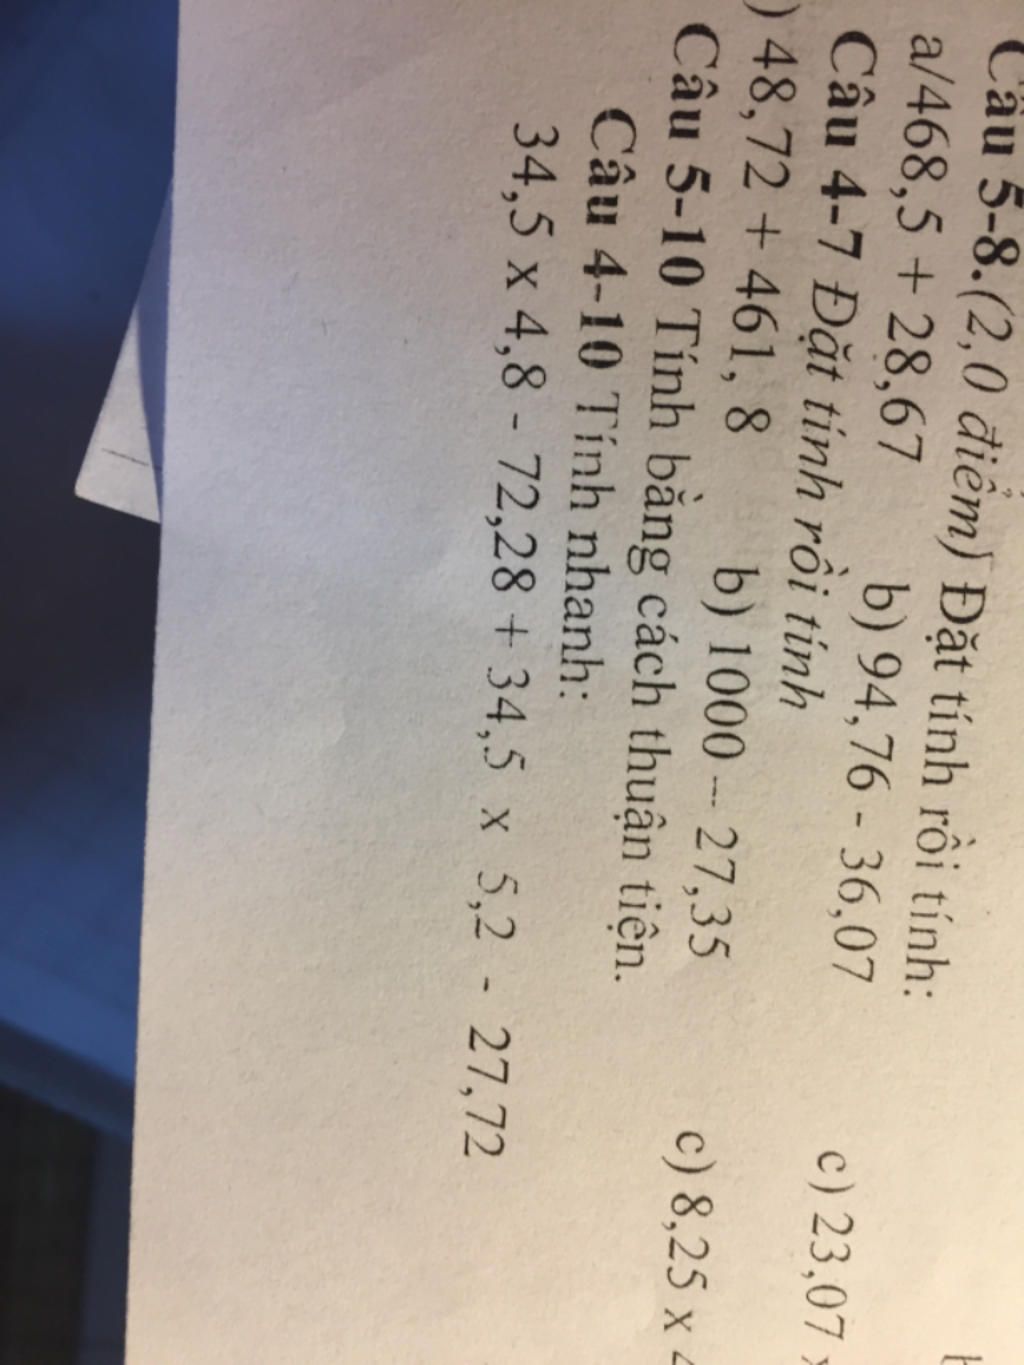 Câu 5-8.(2,0 điểm) Đặt tính rồi tính:
a/468,5 + 28,67 b) 94,76 - 36,07 c) 23,07
Câu 4-7 Đặt tính rồi tính
) 48,72 + 461, 8 b) 1000 – 27,35 c) 8,25 x
Câu 5-10 Tính bằng cách thuận tiện.
Câu 4-10 Tính nhanh:
34,5 x 4,8 - 72,28 + 34,5 x 5,2 - 27,72